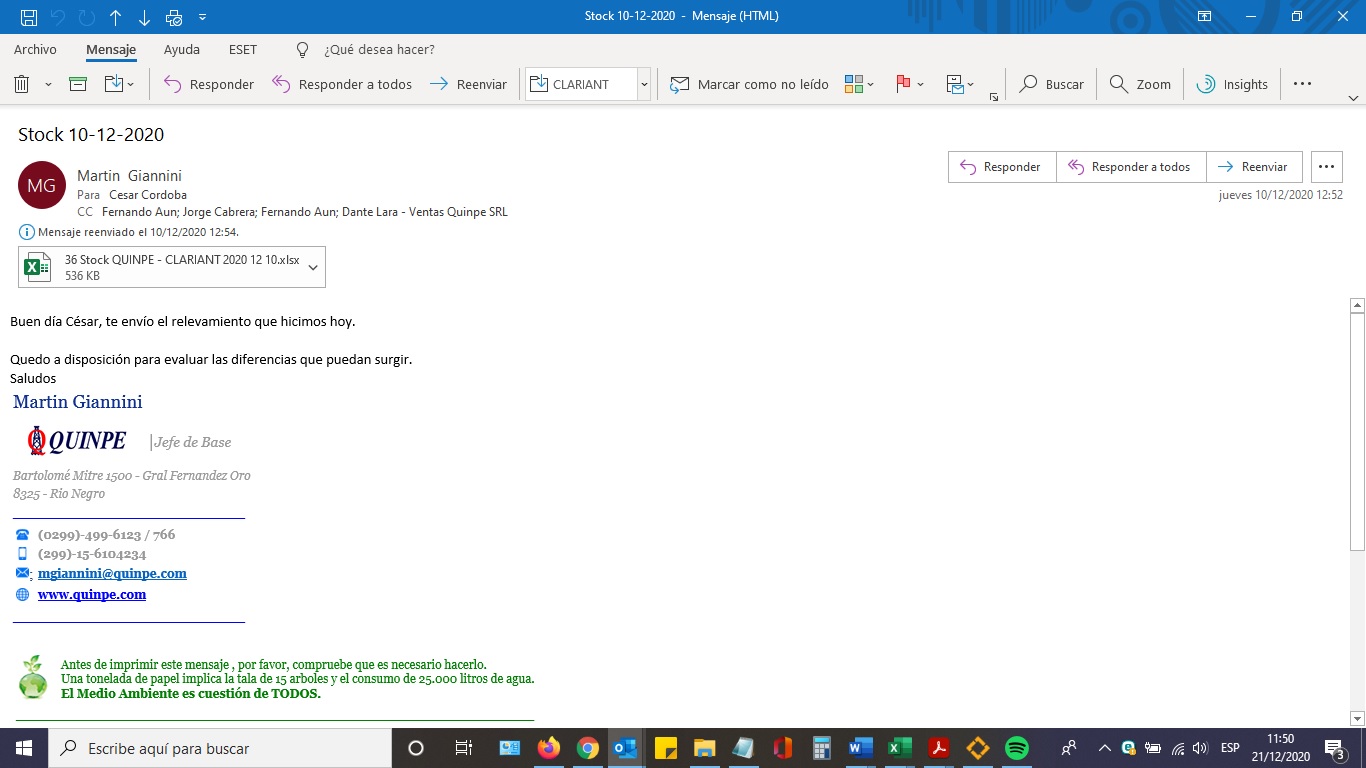 Stock 10-12-2020 - Mensaje (HTML)
Archivo Mensaje Ayuda ESET ¿Qué desea hacer?
Responder Responder a todos Reenviar CLARIANT Marcar como no leído Buscar Zoom Insights
Stock 10-12-2020
MG
Martin Giannini
Para Cesar Cordoba
CC Fernando Aun; Jorge Cabrera; Fernando Aun; Dante Lara - Ventas Quinpe SRL
Responder Responder a todos Reenviar
jueves 10/12/2020 12:52
Mensaje reenviado el 10/12/2020 12:54.
36 Stock QUINPE - CLARIANT 2020 12 10.xlsx
536 KB
Buen día César, te envío el relevamiento que hicimos hoy.
Quedo a disposición para evaluar las diferencias que puedan surgir.
Saludos
Martin Giannini
QUINPE |Jefe de Base
Bartolomé Mitre 1500 - Gral Fernandez Oro
8325 - Rio Negro
(0299)-499-6123 / 766
(299)-15-6104234
: mgiannini@quinpe.com
www.quinpe.com
Antes de imprimir este mensaje , por favor, compruebe que es necesario hacerlo.
Una tonelada de papel implica la tala de 15 arboles y el consumo de 25.000 litros de agua.
El Medio Ambiente es cuestión de TODOS.
Escribe aquí para buscar
ESP
11:50
21/12/2020
3